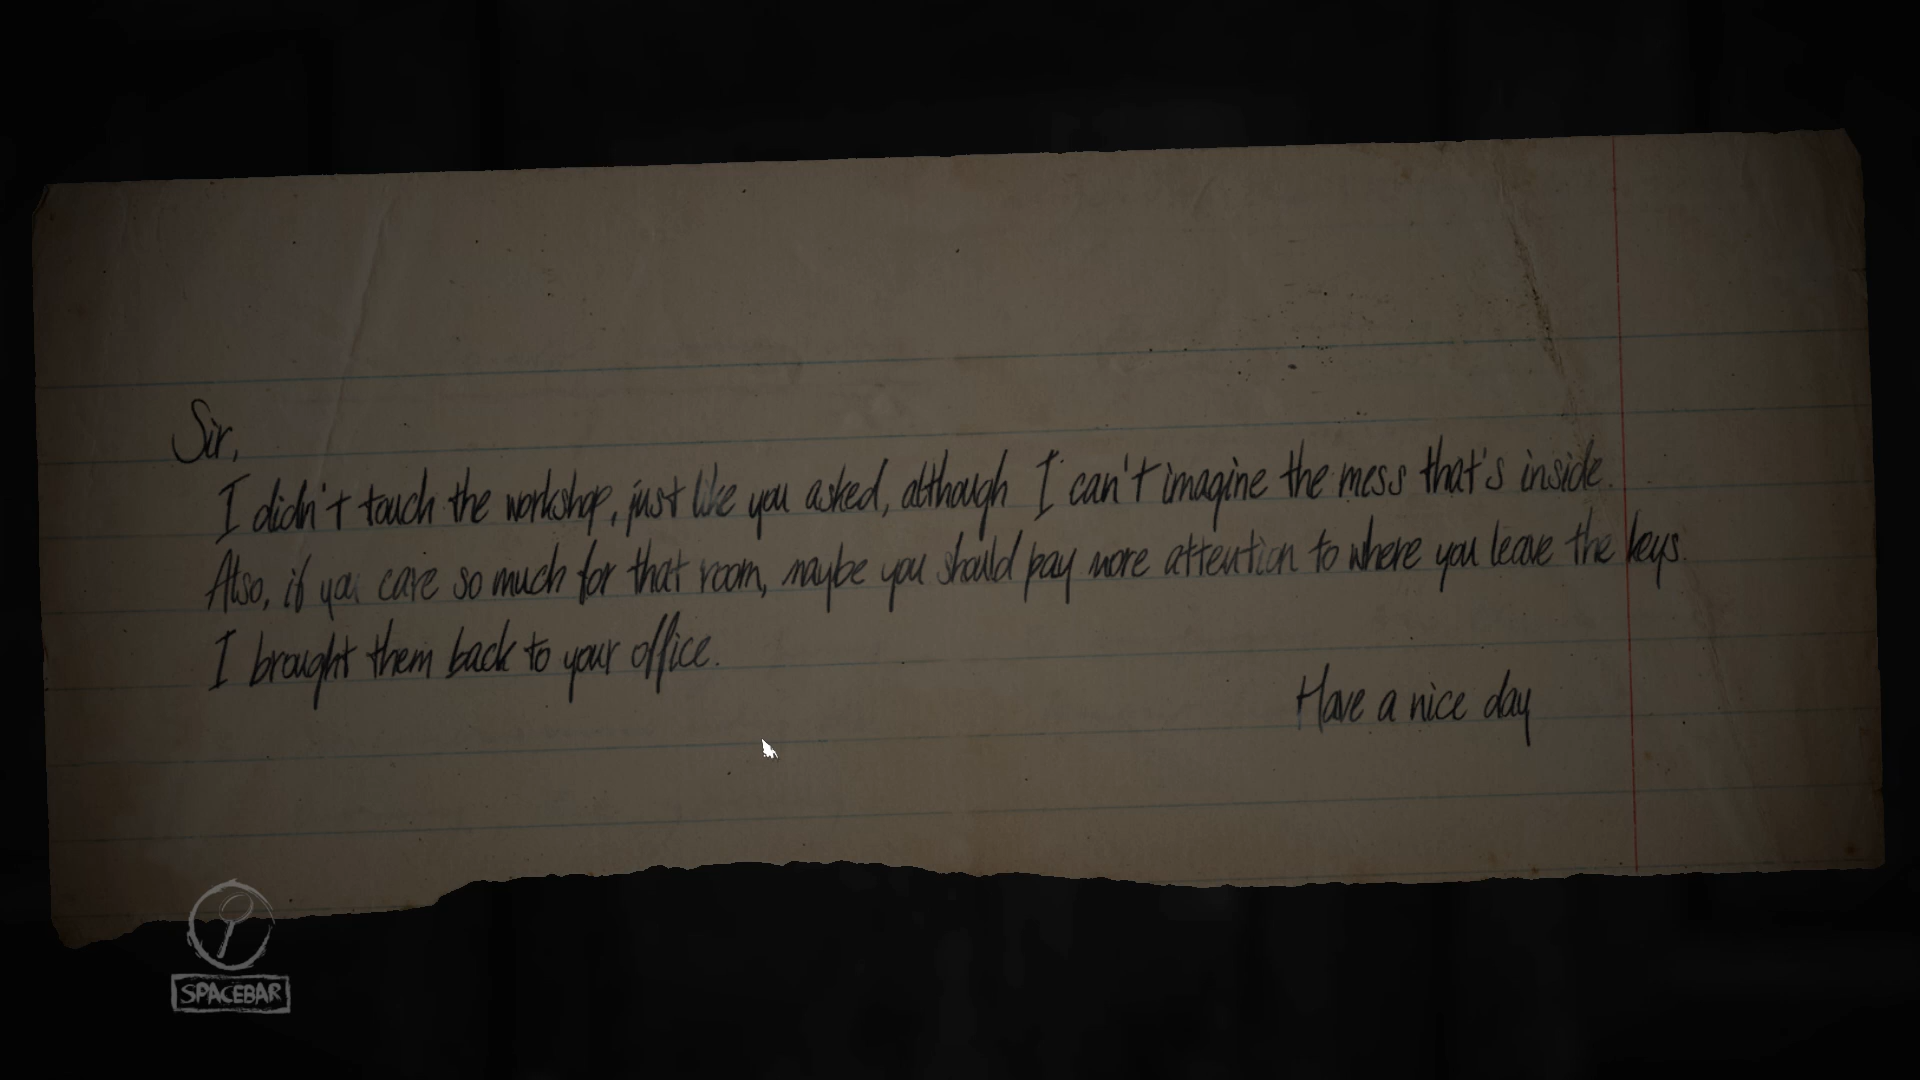 Sir,
I didn't touch the workshop, just like you asked, although I can't imagine the mess that's inside.
Also, if you care so much for that room, maybe you should pay more attention to where you leave the keys.
I brought them back to your office.
Have a nice day
SPACEBAR